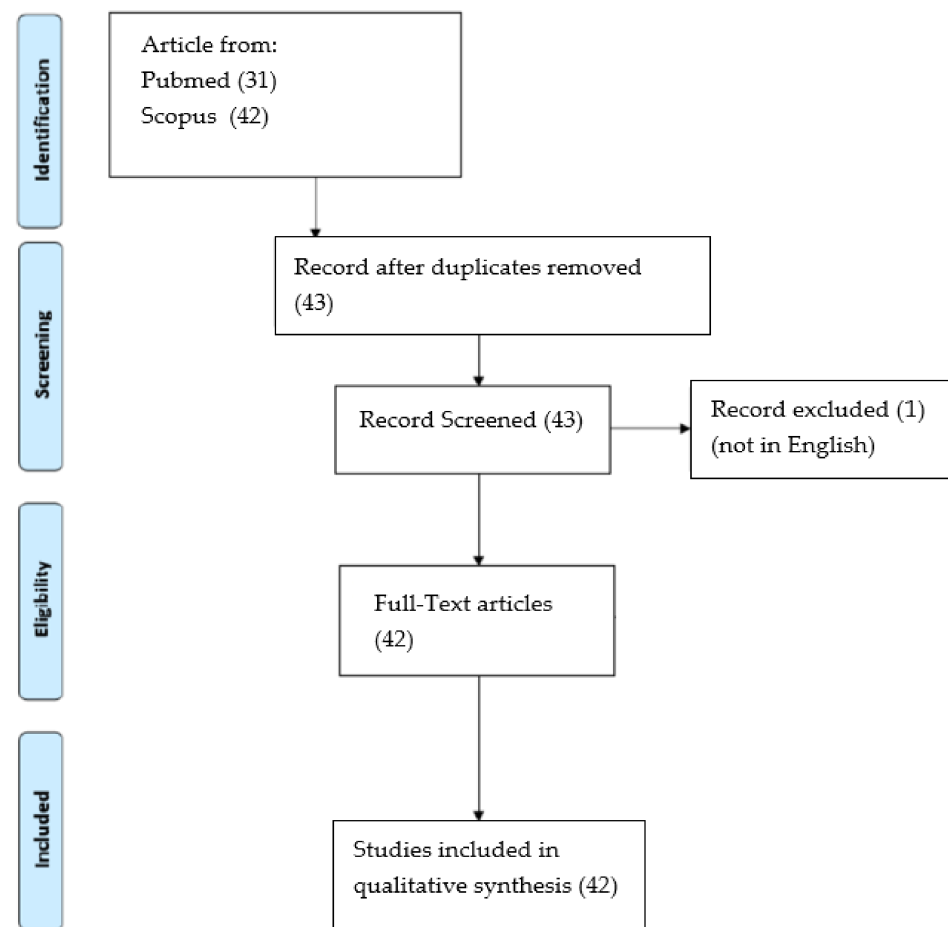 Identification
Article from:
Pubmed (31)
Scopus (42)
Screening
Record after duplicates removed
(43)
Record Screened (43)
Record excluded (1)
(not in English)
Eligibility
Full-Text articles
(42)
Included
Studies included in
qualitative synthesis (42)